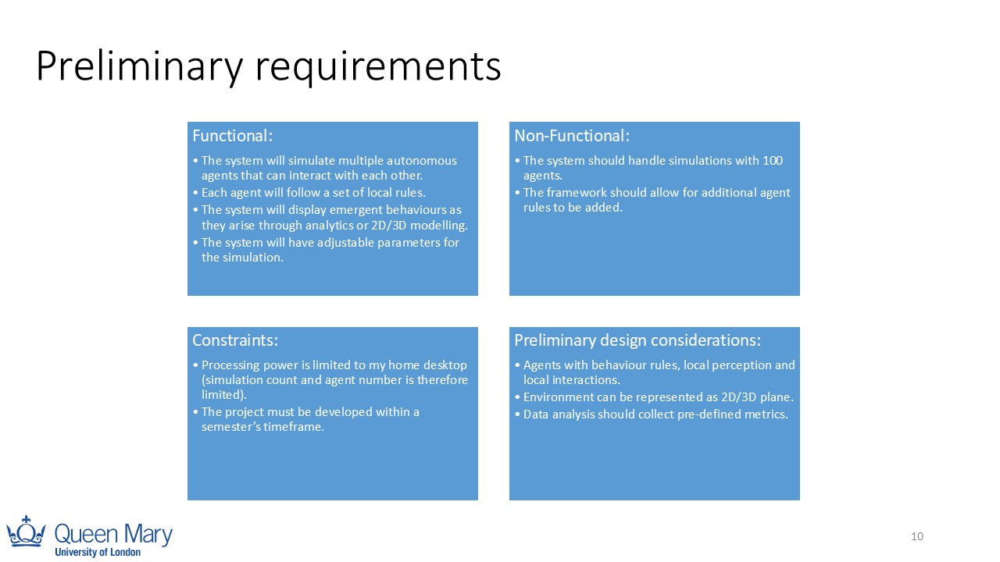 Preliminary requirements
Functional:
• The system will simulate multiple autonomous
agents that can interact with each other.
• Each agent will follow a set of local rules.
• The system will display emergent behaviours as
they arise through analytics or 2D/3D modelling.
• The system will have adjustable parameters for
the simulation.
Non-Functional:
• The system should handle simulations with 100
agents.
• The framework should allow for additional agent
rules to be added.
Constraints:
• Processing power is limited to my home desktop
(simulation count and agent number is therefore
limited).
• The project must be developed within a
semester’s timeframe.
Preliminary design considerations:
• Agents with behaviour rules, local perception and
local interactions.
• Environment can be represented as 2D/3D plane.
• Data analysis should collect pre-defined metrics.
Queen Mary
University of London
10